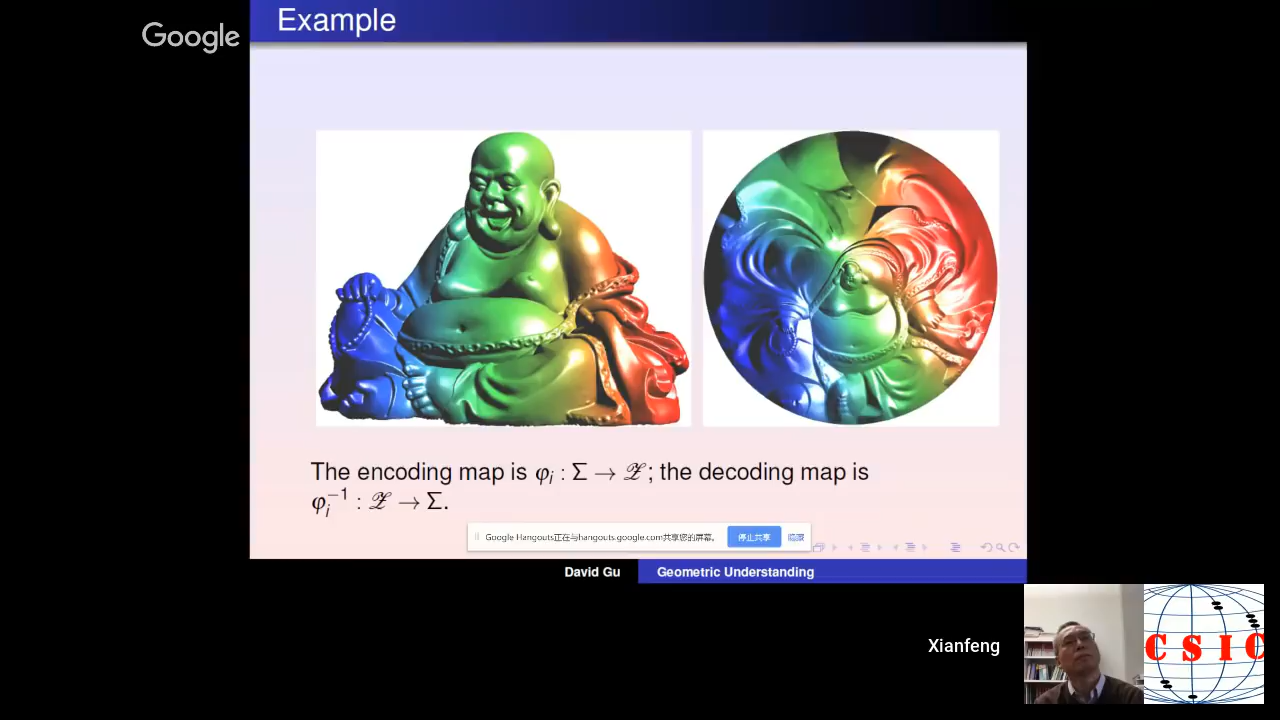 Google
Example
The encoding map is φᵢ : Σ → 𝒵; the decoding map is
φᵢ⁻¹ : 𝒵 → Σ.
Google Hangouts正在与hangouts.google.com共享您的屏幕。 停止共享 隐藏
David Gu Geometric Understanding
Xianfeng
C S I C